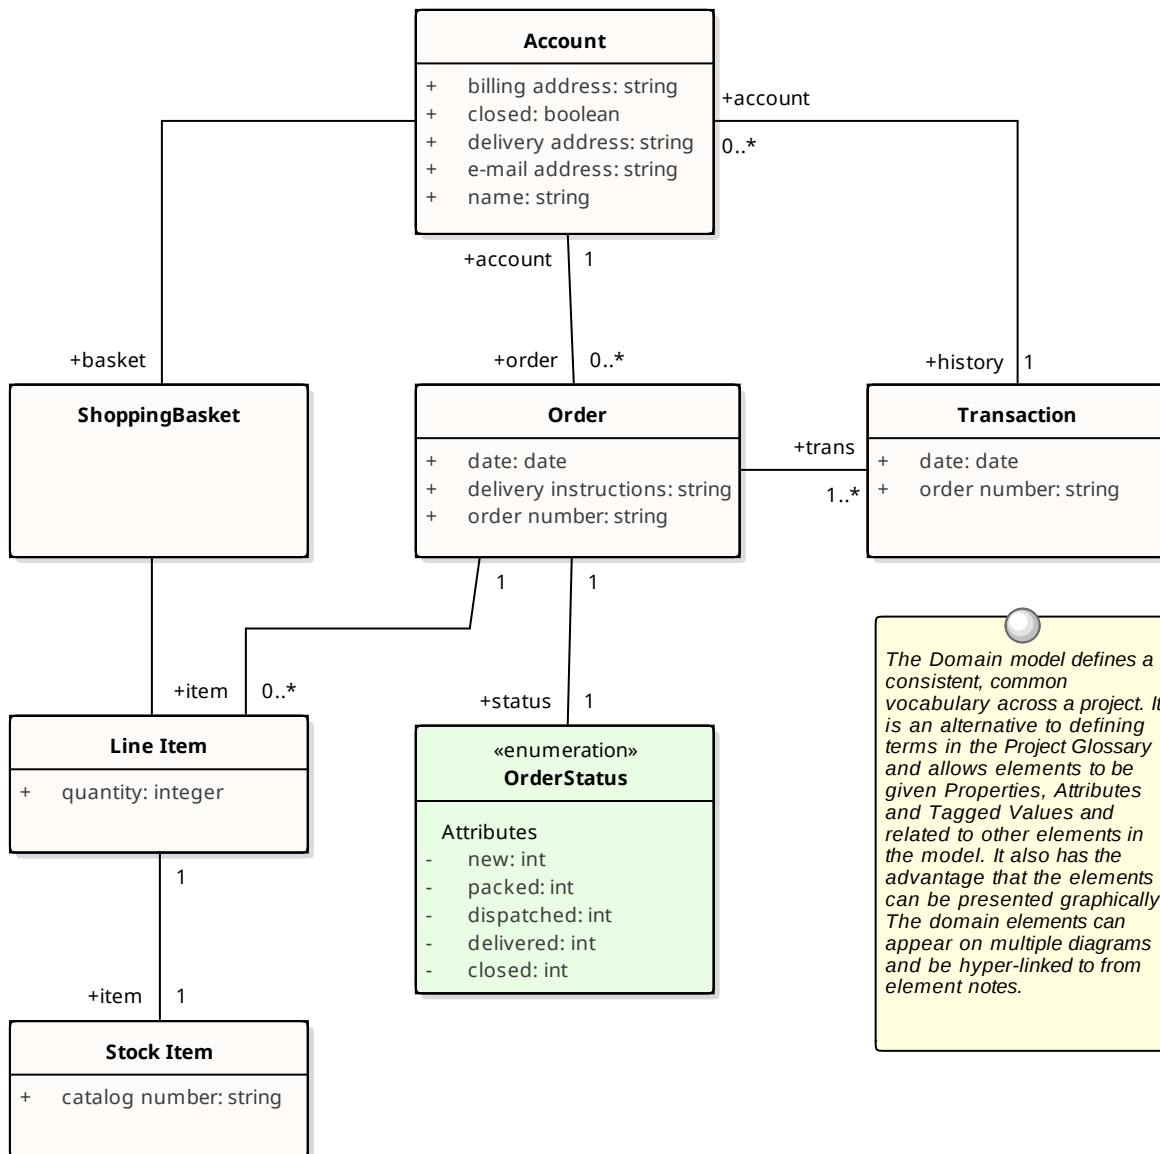 Account
+ billing address: string
+ closed: boolean
+ delivery address: string
+ e-mail address: string
+ name: string
+account
0..*
+account 1
+basket
+order 0..*
+history 1
ShoppingBasket
Order
+ date: date
+ delivery instructions: string
+ order number: string
+trans
1..*
Transaction
+ date: date
+ order number: string
1
1
+item 0..*
+status 1
Line Item
+ quantity: integer
«enumeration»
OrderStatus
Attributes
- new: int
- packed: int
- dispatched: int
- delivered: int
- closed: int
The Domain model defines a
consistent, common
vocabulary across a project. It
is an alternative to defining
terms in the Project Glossary
and allows elements to be
given Properties, Attributes
and Tagged Values and
related to other elements in
the model. It also has the
advantage that the elements
can be presented graphically
The domain elements can
appear on multiple diagrams
and be hyper-linked to from
element notes.
1
+item 1
Stock Item
+ catalog number: string